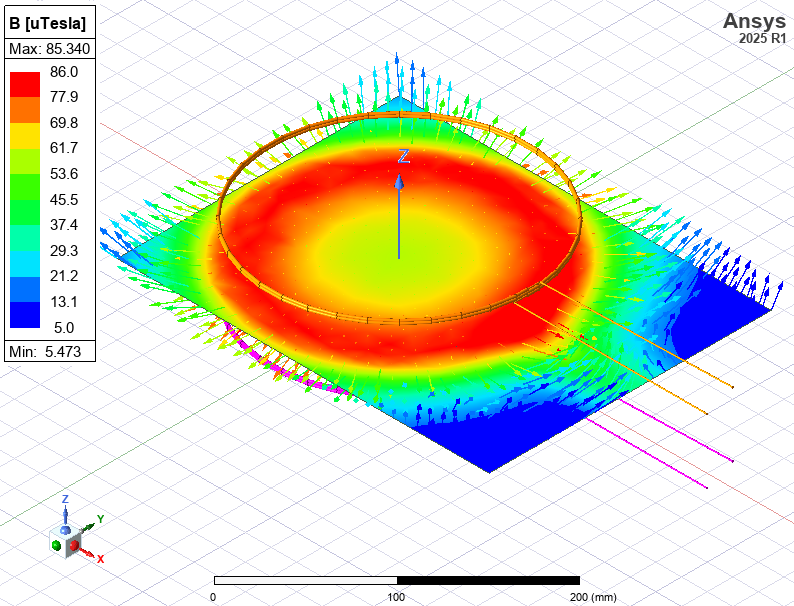 B [uTesla]
Max: 85.340
86.0
77.9
69.8
61.7
53.6
45.5
37.4
29.3
21.2
13.1
5.0
Min: 5.473
Ansys
2025 R1
Z
Z
Y
X
0 100 200 (mm)